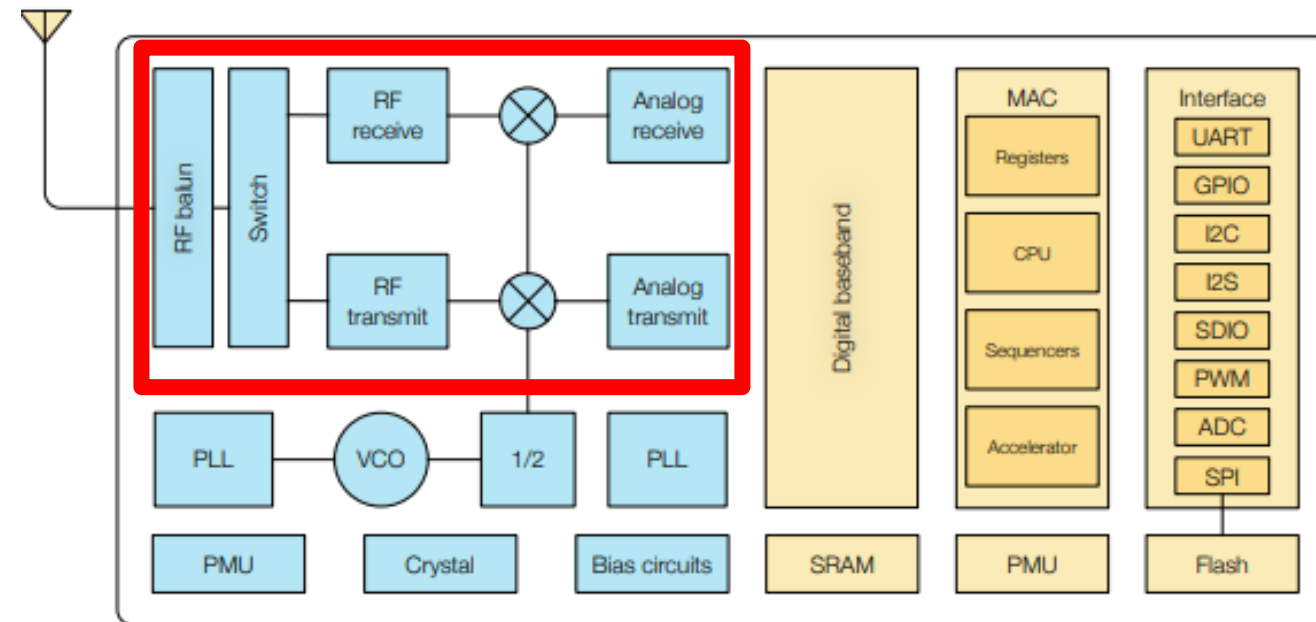 RF balun
Switch
RF
receive
Analog
receive
RF
transmit
Analog
transmit
PLL
VCO
1/2
PLL
PMU
Crystal
Bias circuits
Digital baseband
SRAM
MAC
Registers
CPU
Sequencers
Accelerator
PMU
Interface
UART
GPIO
I2C
I2S
SDIO
PWM
ADC
SPI
Flash